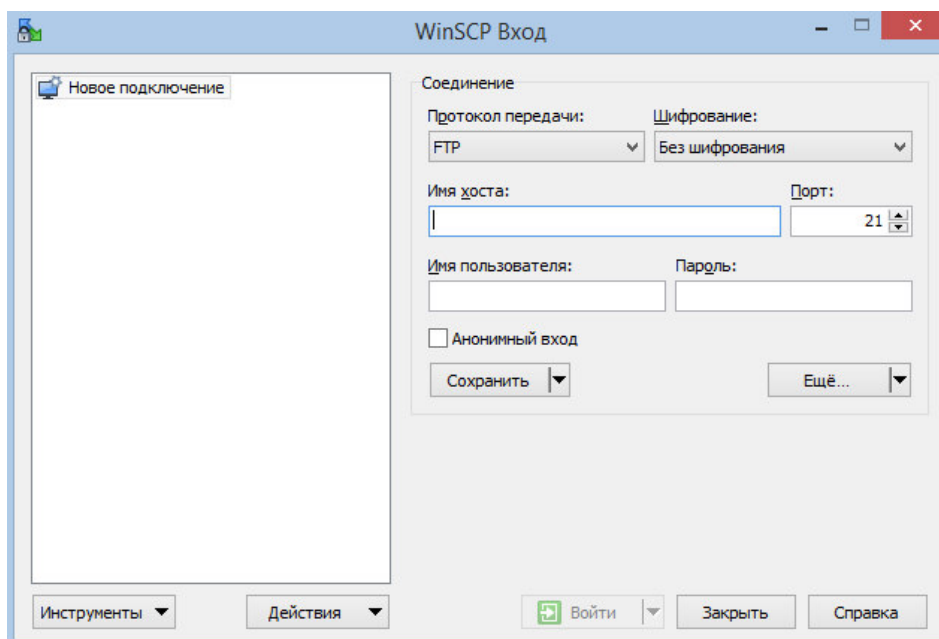 WinSCP Вход
Новое подключение
Соединение
Протокол передачи: Шифрование:
FTP Без шифрования
Имя хоста: Порт:
21
Имя пользователя: Пароль:
Анонимный вход
Сохранить Ещё...
Инструменты Действия Войти Закрыть Справка